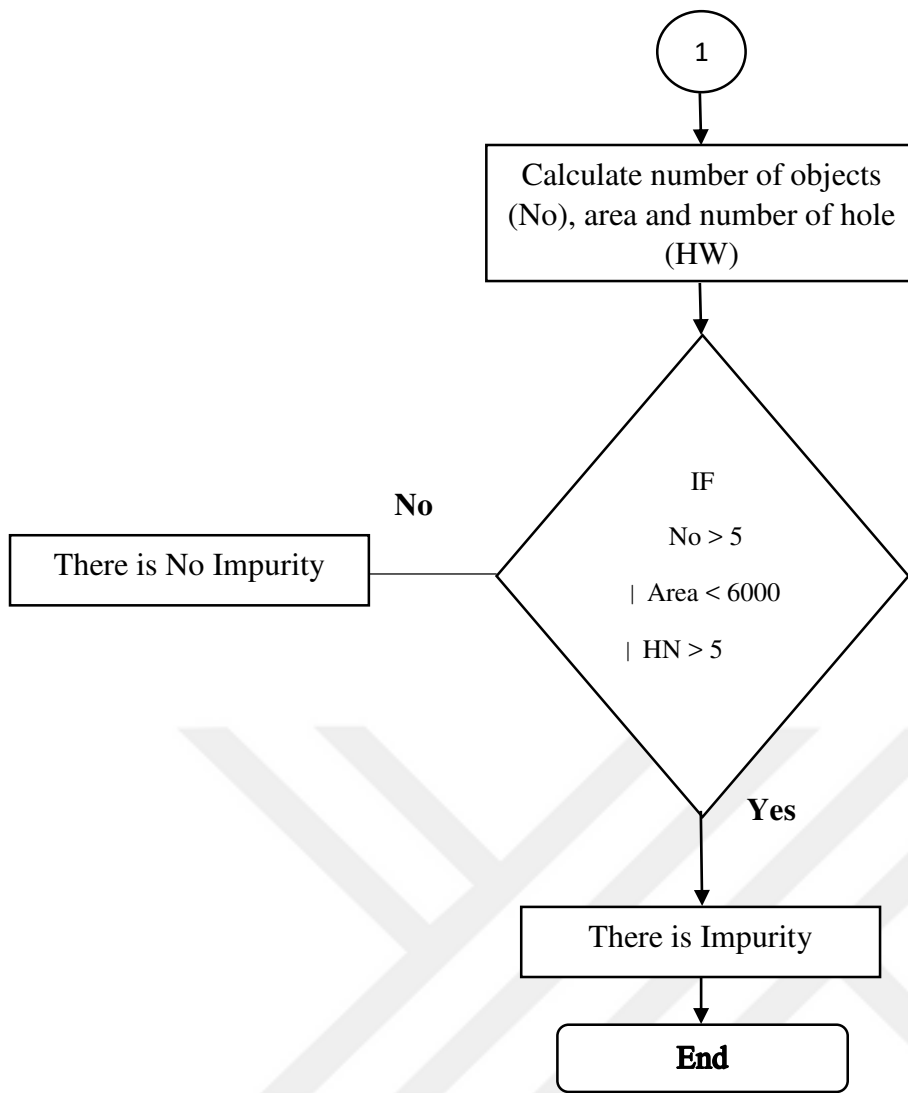 1
Calculate number of objects
(No), area and number of hole
(HW)
IF
No
No > 5
There is No Impurity
| Area < 6000
| HN > 5
Yes
There is Impurity
End